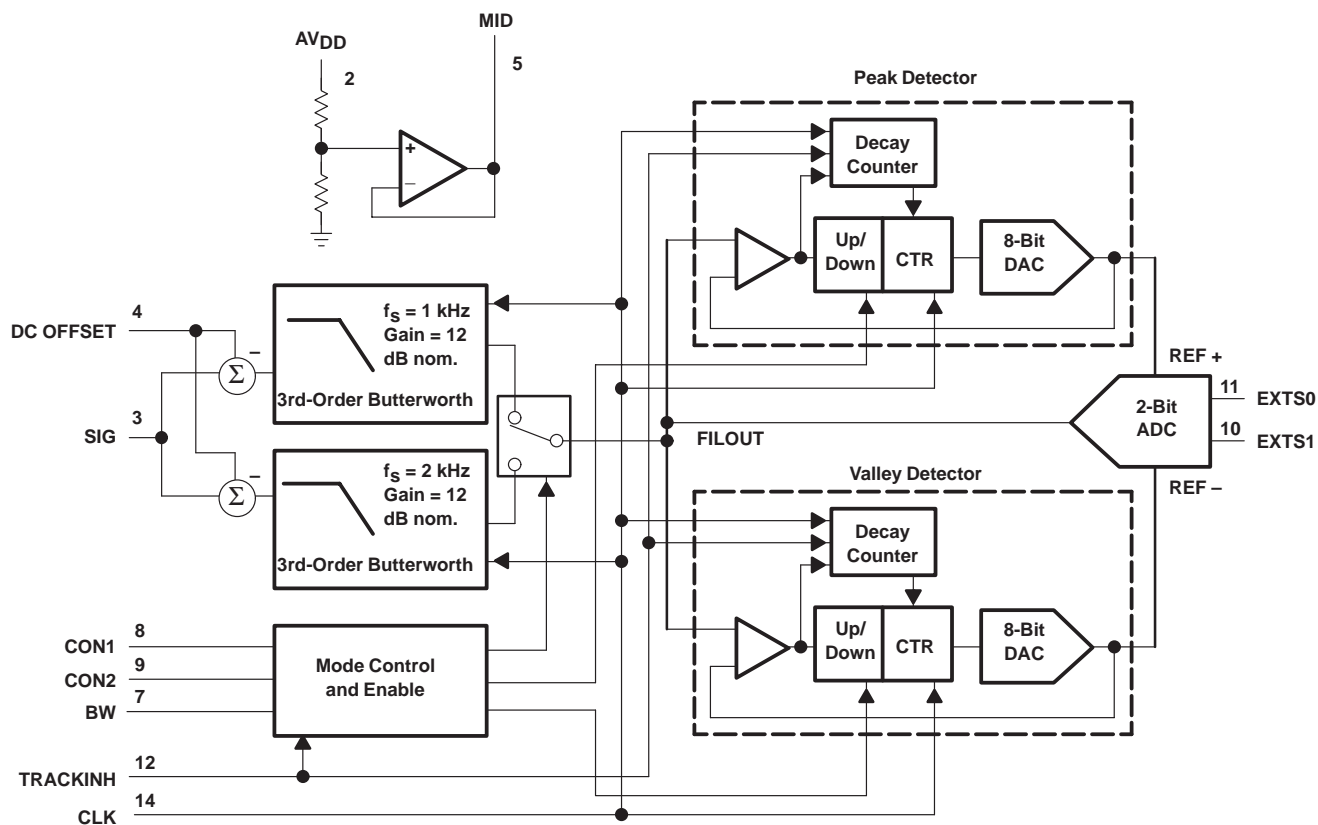 MID
AVDD
5
2
Peak Detector
+
–
Decay
Counter
Up/
Down
CTR
8-Bit
DAC
4
DC OFFSET
–
Σ
fs = 1 kHz
Gain = 12
dB nom.
3rd-Order Butterworth
REF +
2-Bit
ADC
11
EXTS0
10
EXTS1
REF –
3
SIG
FILOUT
–
Σ
fs = 2 kHz
Gain = 12
dB nom.
3rd-Order Butterworth
Valley Detector
Decay
Counter
Up/
Down
CTR
8-Bit
DAC
8
CON1
9
CON2
7
BW
Mode Control
and Enable
12
TRACKINH
14
CLK